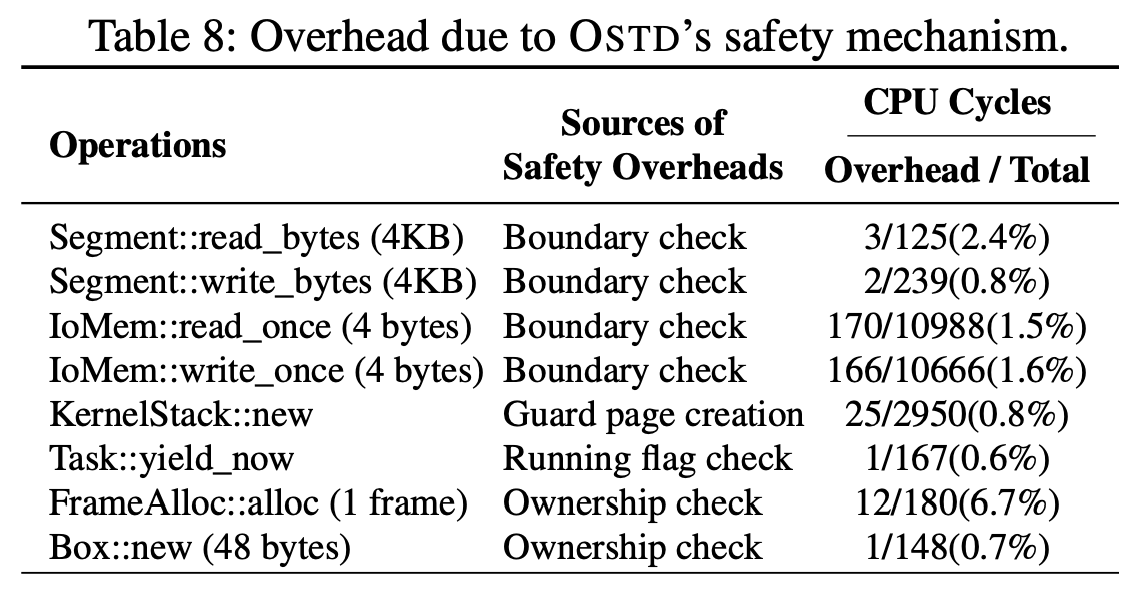 Table 8: Overhead due to OSTD's safety mechanism.
Operations
Sources of
Safety Overheads
CPU Cycles
Overhead / Total
Segment::read_bytes (4KB) Boundary check 3/125(2.4%)
Segment::write_bytes (4KB) Boundary check 2/239(0.8%)
IoMem::read_once (4 bytes) Boundary check 170/10988(1.5%)
IoMem::write_once (4 bytes) Boundary check 166/10666(1.6%)
KernelStack::new Guard page creation 25/2950(0.8%)
Task::yield_now Running flag check 1/167(0.6%)
FrameAlloc::alloc (1 frame) Ownership check 12/180(6.7%)
Box::new (48 bytes) Ownership check 1/148(0.7%)